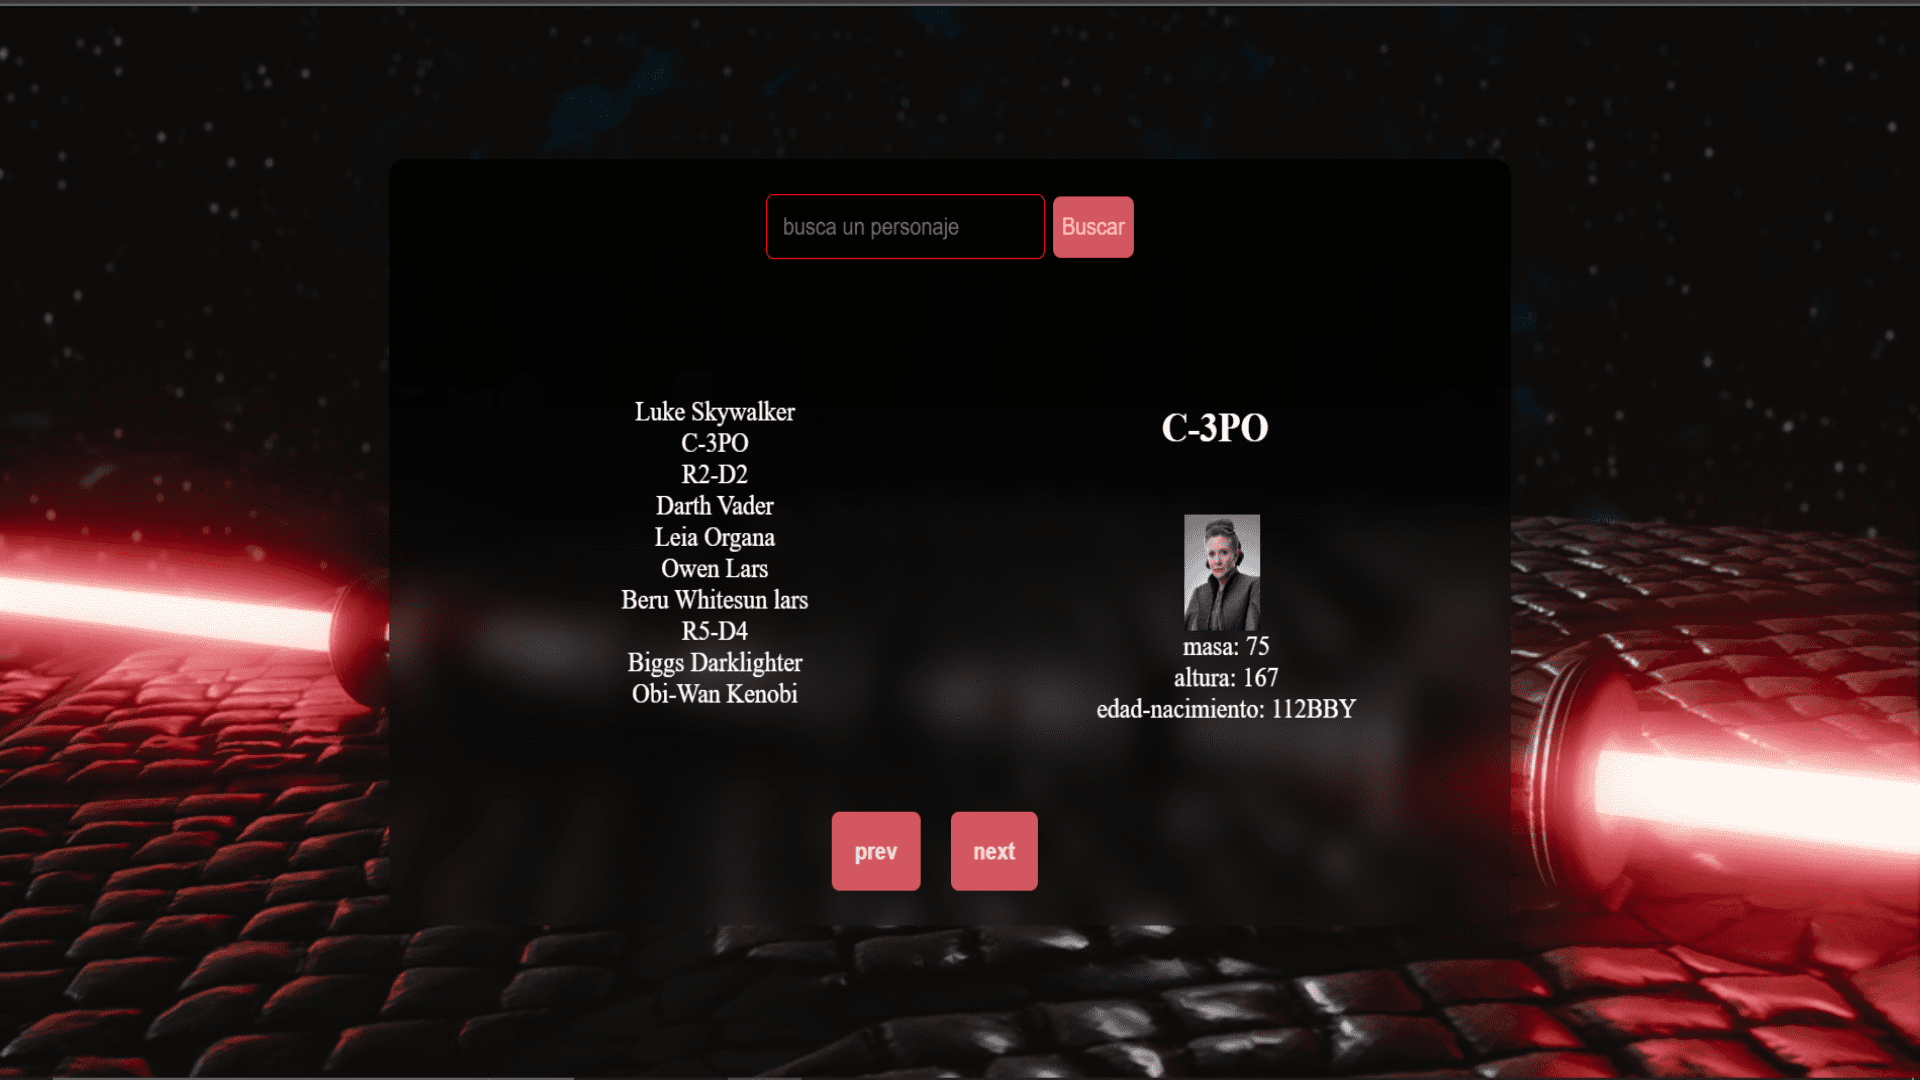 busca un personaje
Buscar
Luke Skywalker
C-3PO
R2-D2
Darth Vader
Leia Organa
Owen Lars
Beru Whitesun lars
R5-D4
Biggs Darklighter
Obi-Wan Kenobi
C-3PO
masa: 75
altura: 167
edad-nacimiento: 112BBY
prev
next